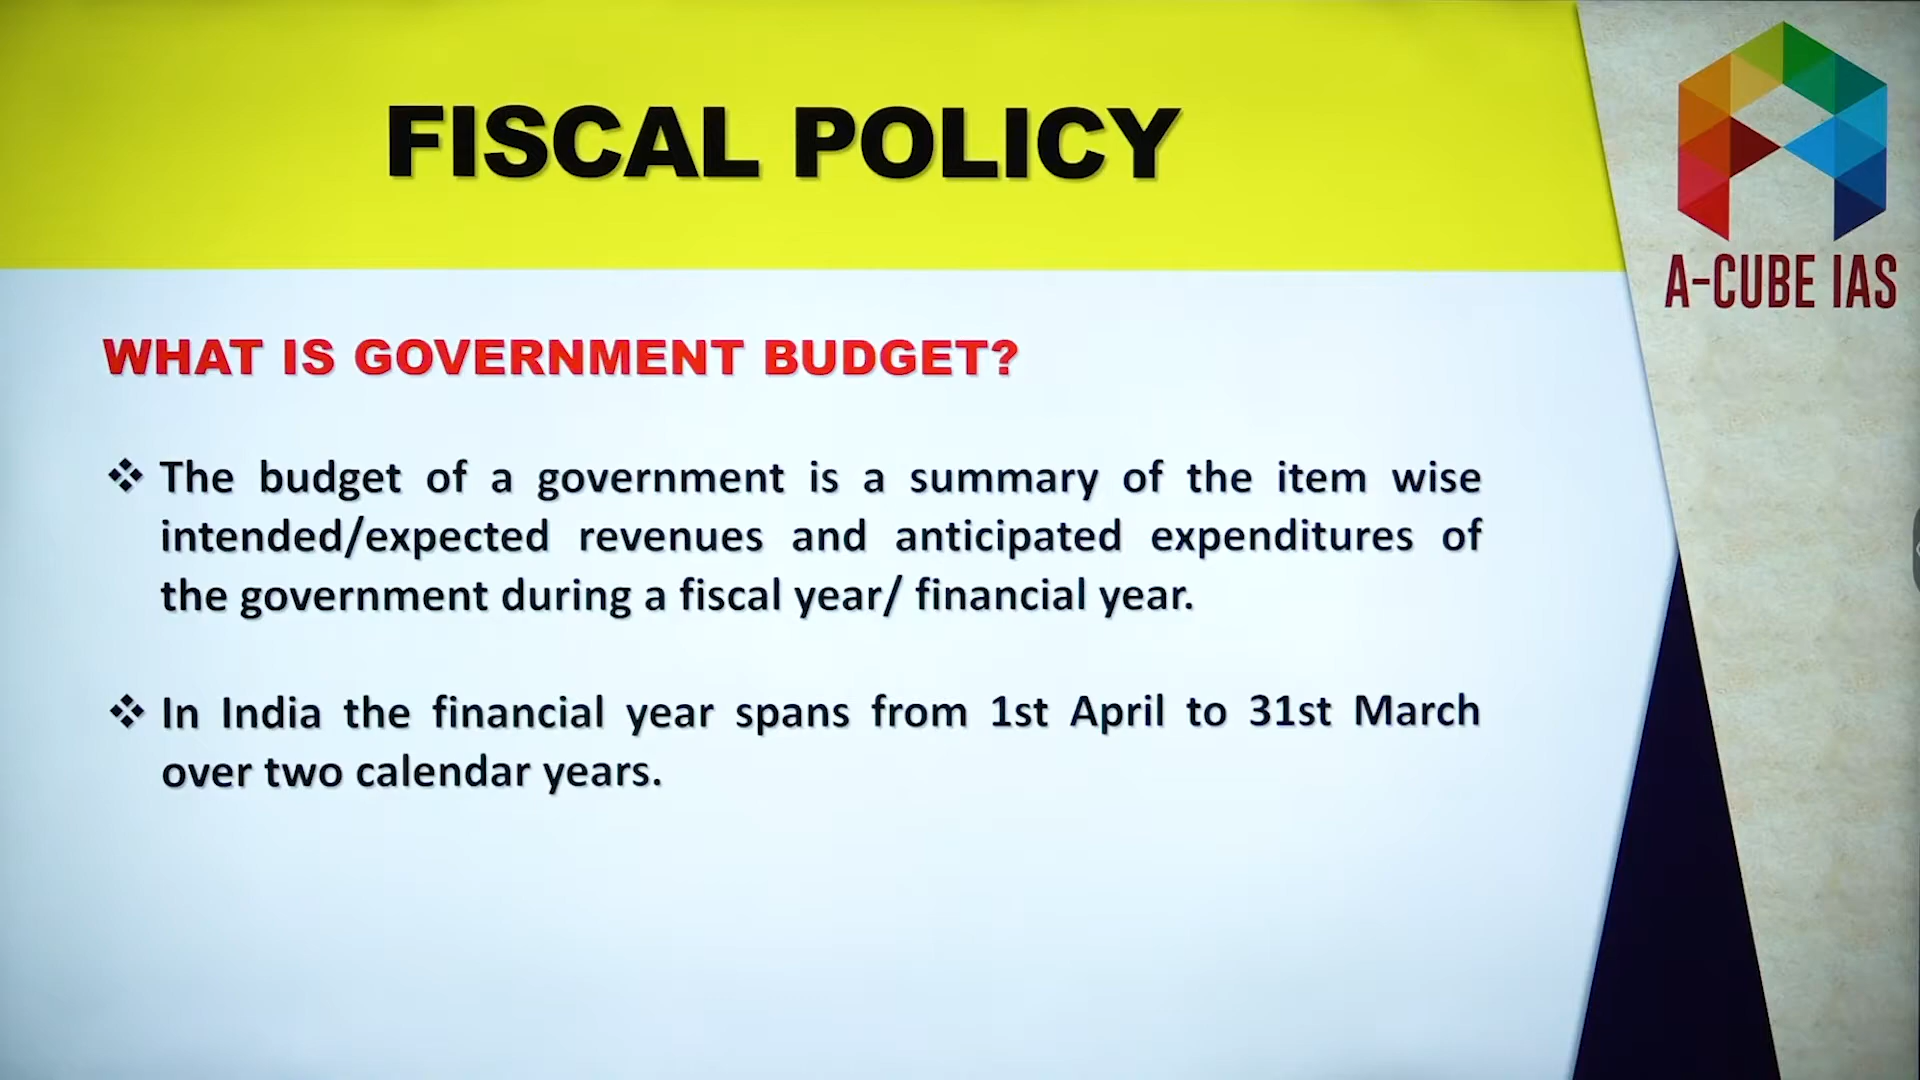 FISCAL POLICY
A-CUBE IAS
WHAT IS GOVERNMENT BUDGET?
❖ The budget of a government is a summary of the item wise
intended/expected revenues and anticipated expenditures of
the government during a fiscal year/ financial year.
❖ In India the financial year spans from 1st April to 31st March
over two calendar years.